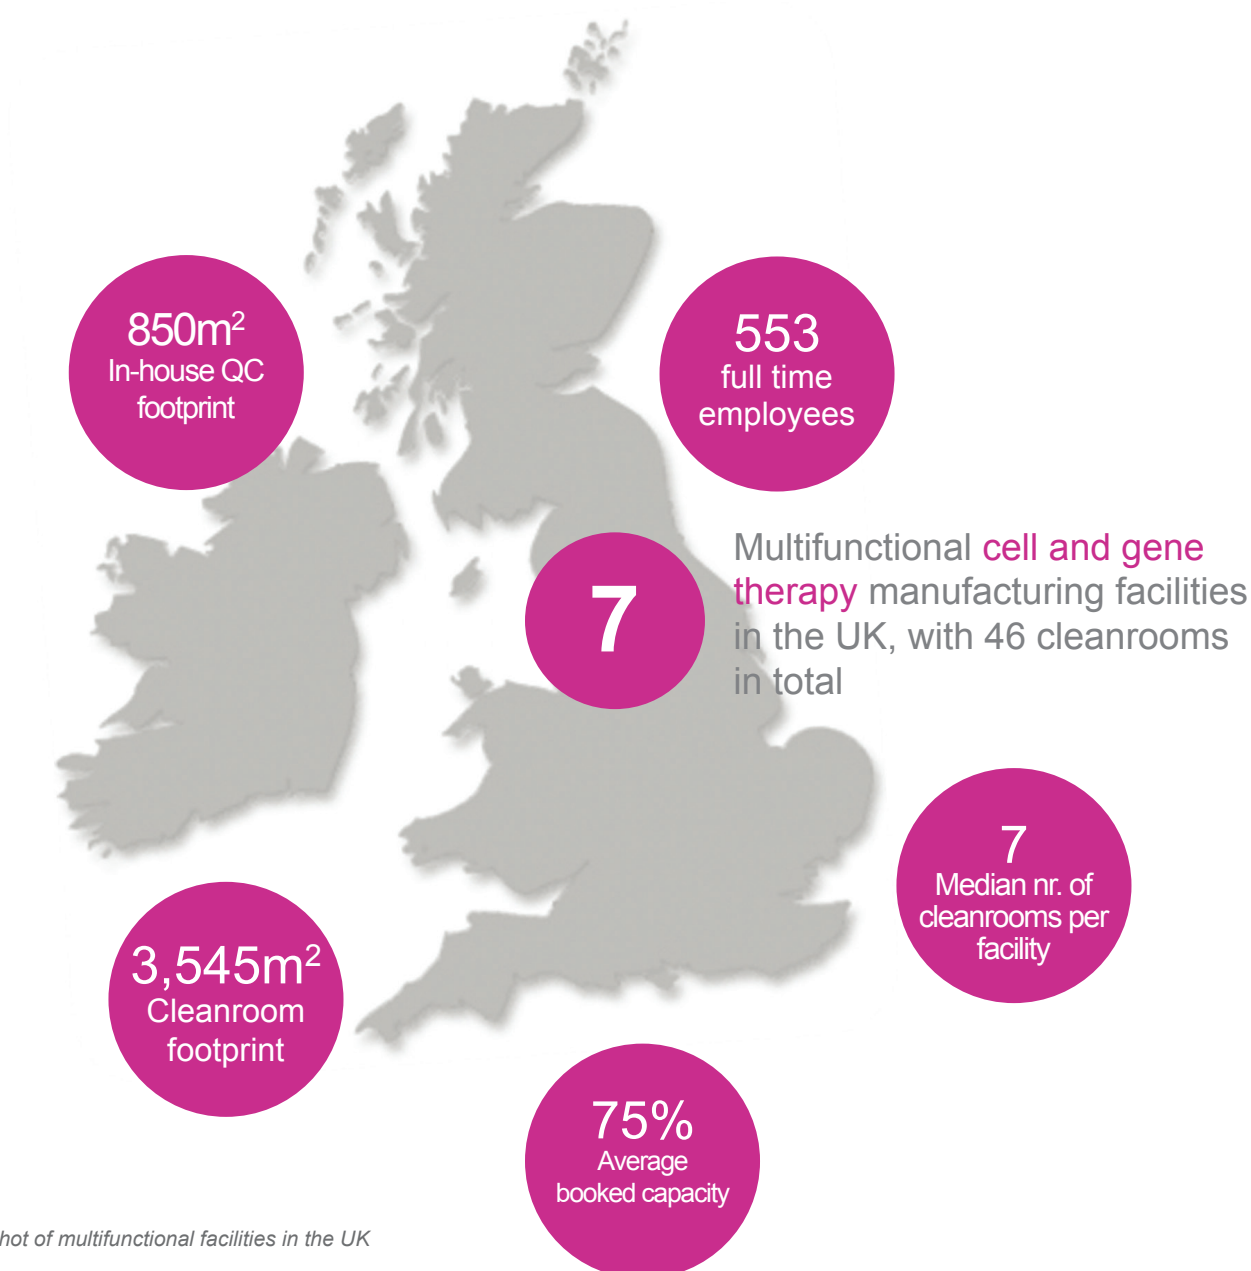 850m²
In-house QC
footprint
553
full time
employees
7
Multifunctional cell and gene
therapy manufacturing facilities
in the UK, with 46 cleanrooms
in total
7
Median nr. of
cleanrooms per
facility
3,545m²
Cleanroom
footprint
75%
Average
booked capacity
hot of multifunctional facilities in the UK